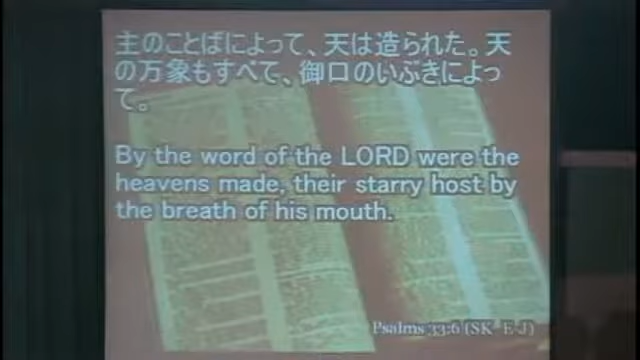 主のことばによって、天は造られた。天
の万象もすべて、御口のいぶきによっ
て。
By the word of the LORD were the
heavens made, their starry host by
the breath of his mouth.
Psalms 33:6 (SK E-J)